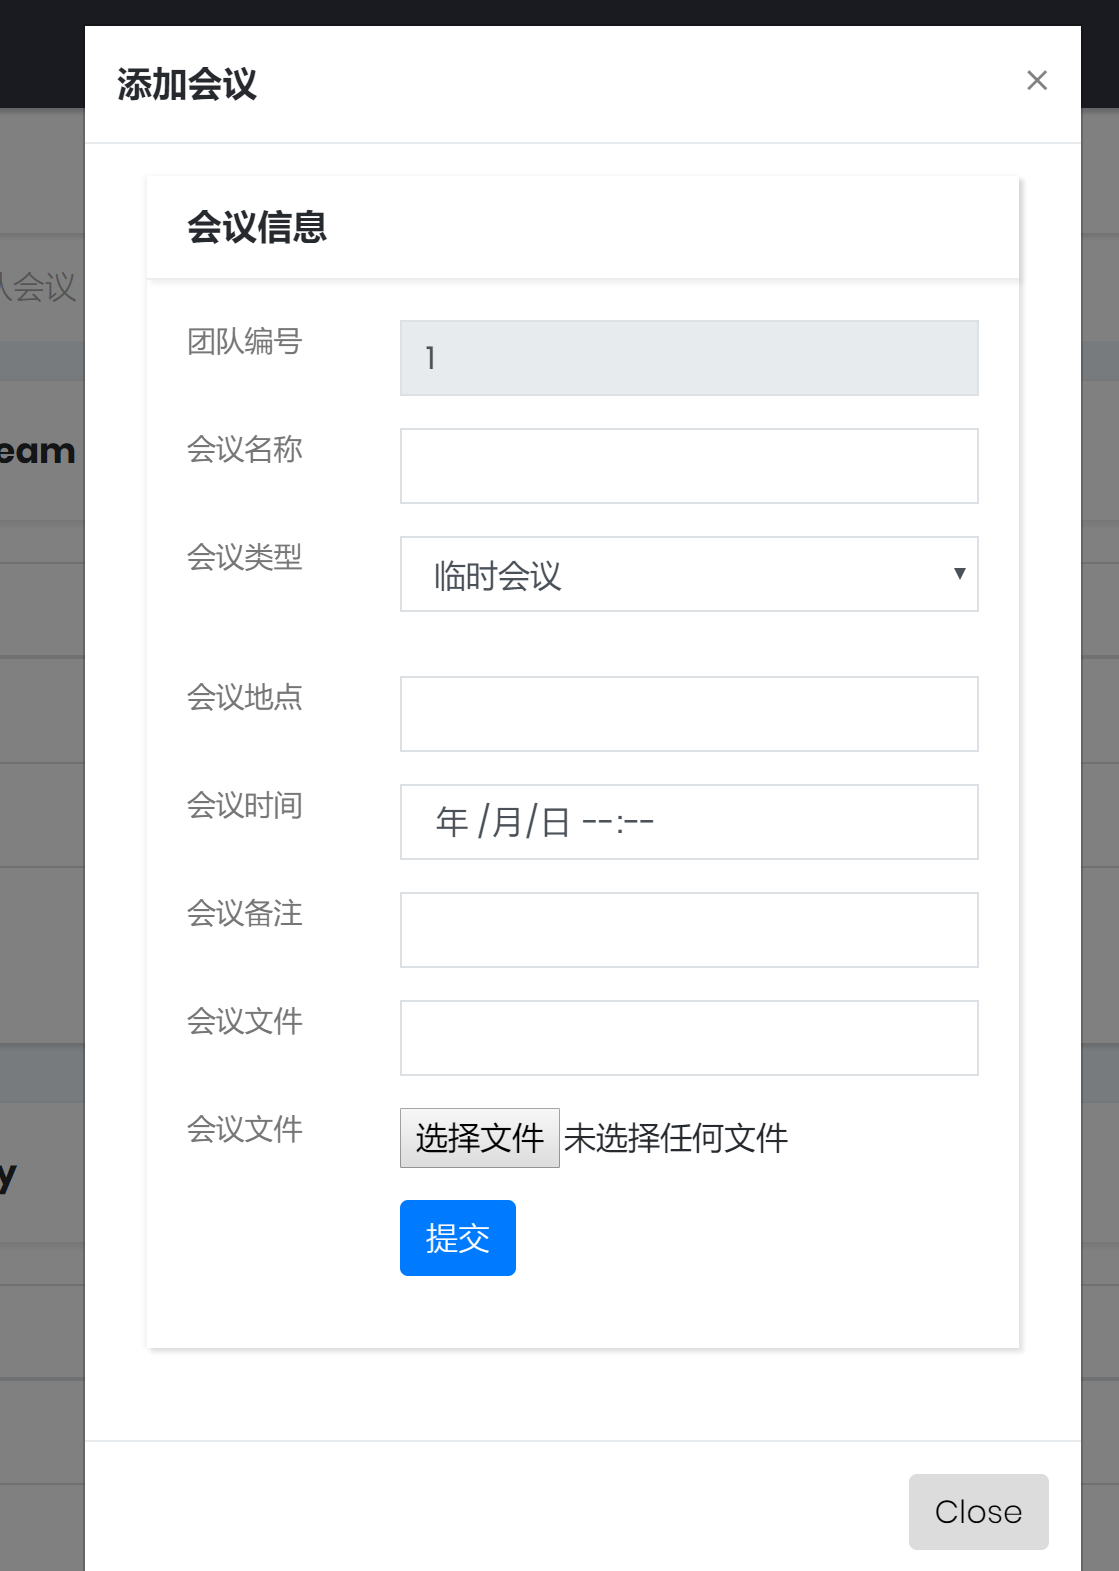 添加会议
×
会议信息
队会议
团队编号
1
eam
会议名称
会议类型
临时会议
会议地点
会议时间
年 /月/日 --:--
会议备注
会议文件
会议文件
选择文件 未选择任何文件
y
提交
Close